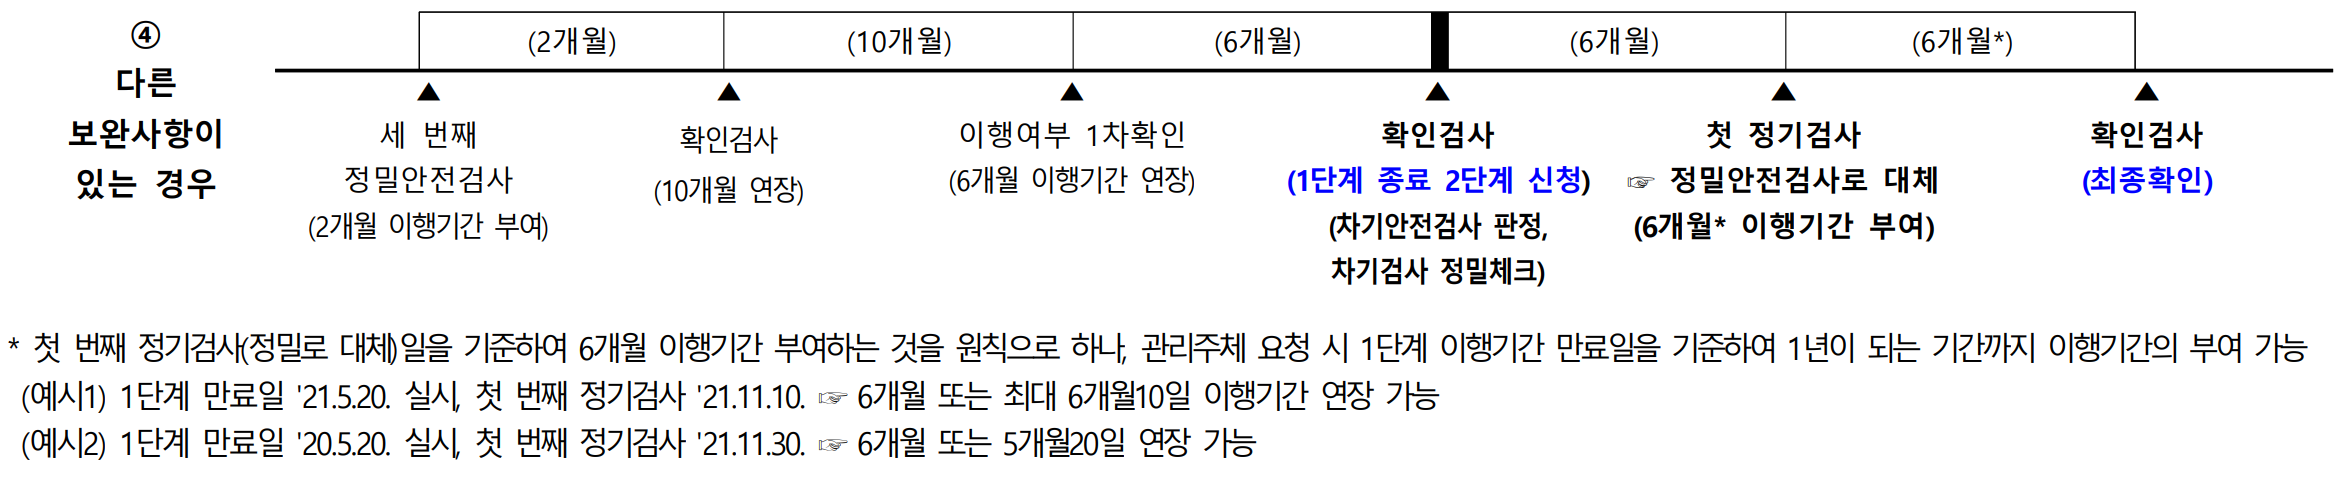 ④
다른
보완사항이
있는 경우
(2개월) (10개월) (6개월) (6개월) (6개월*)
▲ ▲ ▲ ▲ ▲ ▲
세 번째
정밀안전검사
(2개월 이행기간 부여)
확인검사
(10개월 연장)
이행여부 1차확인
(6개월 이행기간 연장)
확인검사
(1단계 종료 2단계 신청)
(차기안전검사 판정,
차기검사 정밀체크)
첫 정기검사
☞ 정밀안전검사로 대체
(6개월* 이행기간 부여)
확인검사
(최종확인)
* 첫 번째 정기검사(정밀로 대체)일을 기준하여 6개월 이행기간 부여하는 것을 원칙으로 하나, 관리주체 요청 시 1단계 이행기간 만료일을 기준하여 1년이 되는 기간까지 이행기간의 부여 가능
(예시1) 1단계 만료일 '21.5.20. 실시, 첫 번째 정기검사 '21.11.10. ☞ 6개월 또는 최대 6개월10일 이행기간 연장 가능
(예시2) 1단계 만료일 '20.5.20. 실시, 첫 번째 정기검사 '21.11.30. ☞ 6개월 또는 5개월20일 연장 가능